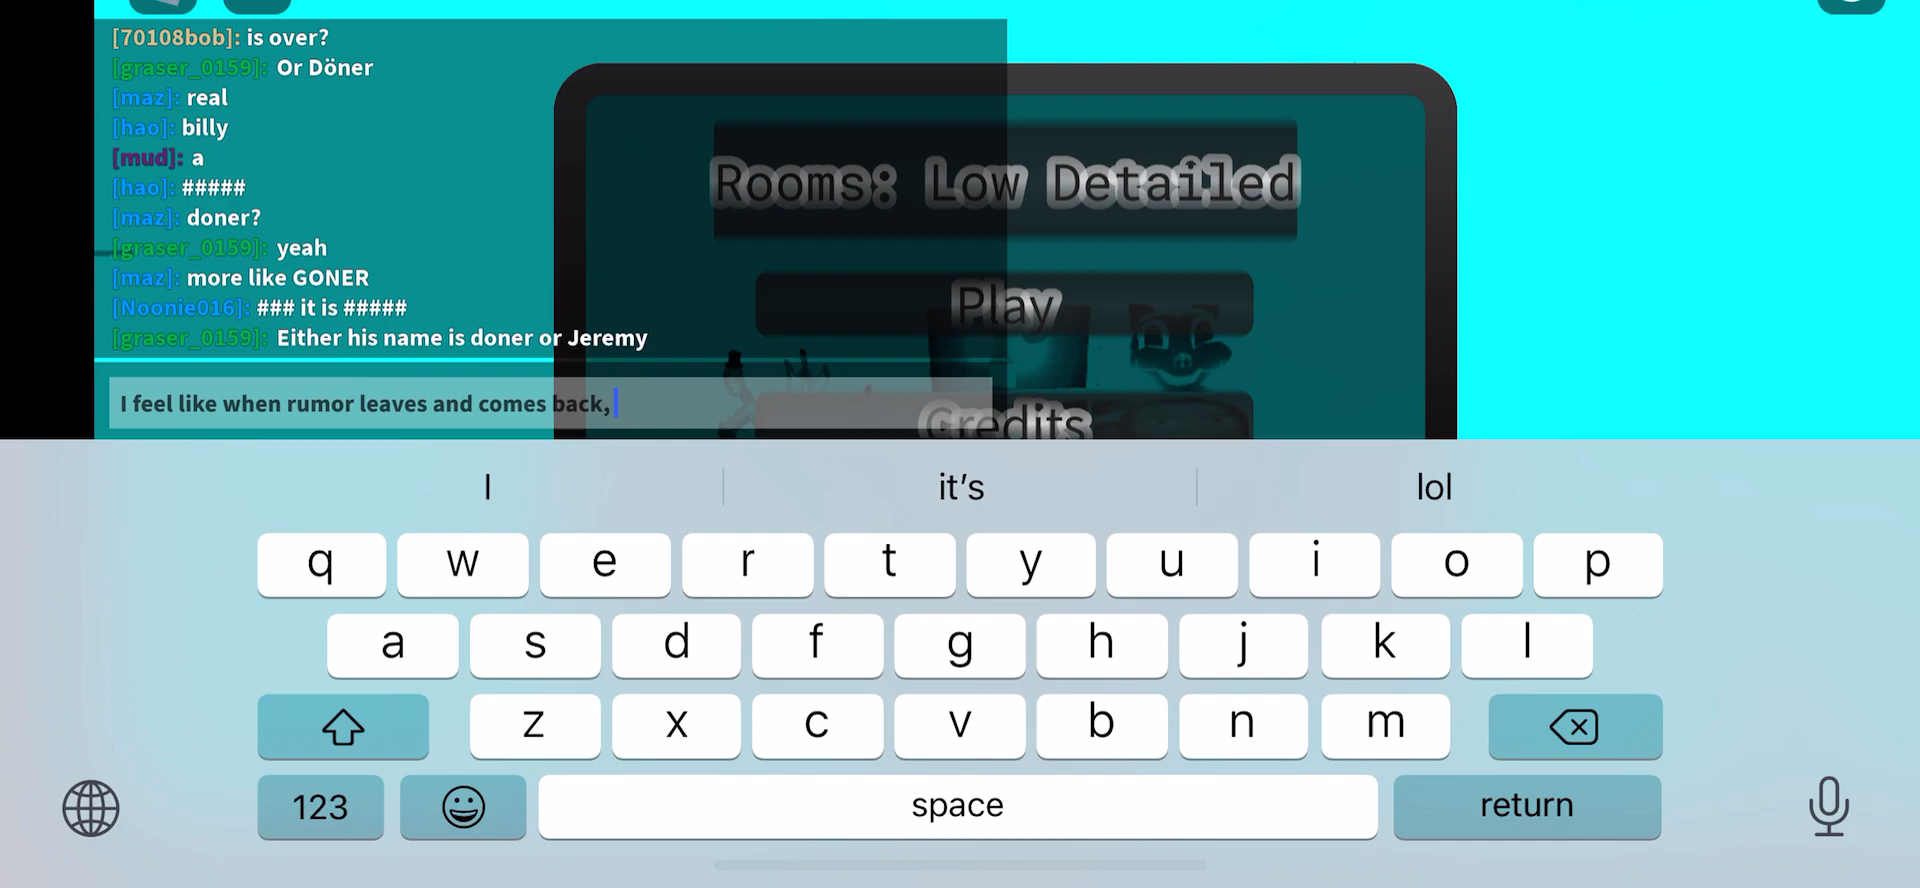 [70108bob]: is over?
[graser_0159]: Or Döner
[maz]: real
[hao]: billy
[mud]: a
[hao]: #####
[maz]: doner?
[graser_0159]: yeah
[maz]: more like GONER
[Noonie016]: ### it is #####
[graser_0159]: Either his name is doner or Jeremy
I feel like when rumor leaves and comes back,
Rooms: Low Detailed
Play
Credits
I it’s lol
q w e r t y u i o p
a s d f g h j k l
z x c v b n m
123 space return